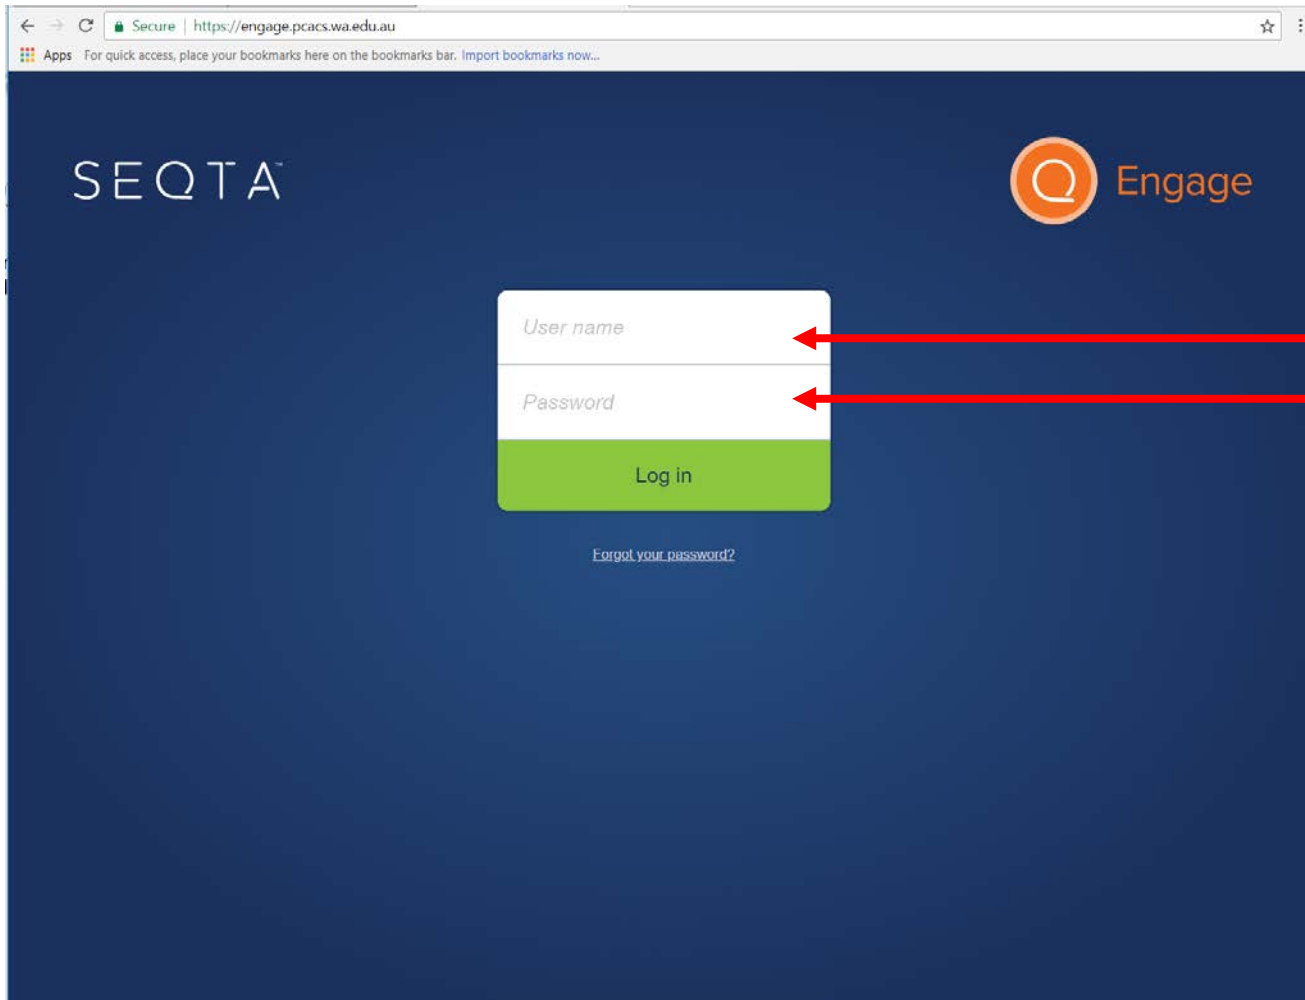 Secure | https://engage.pcacs.wa.edu.au
Apps For quick access, place your bookmarks here on the bookmarks bar. Import bookmarks now...
SEQTA™
Engage
User name
Password
Log in
Forgot your password?